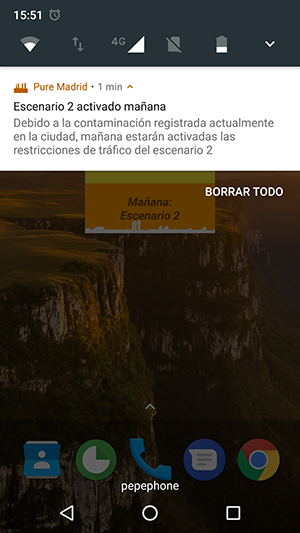 15:51
4G
Pure Madrid • 1 min
Escenario 2 activado mañana
Debido a la contaminación registrada actualmente
en la ciudad, mañana estarán activadas las
restricciones de tráfico del escenario 2
BORRAR TODO
Mañana:
Escenario 2
pepephone